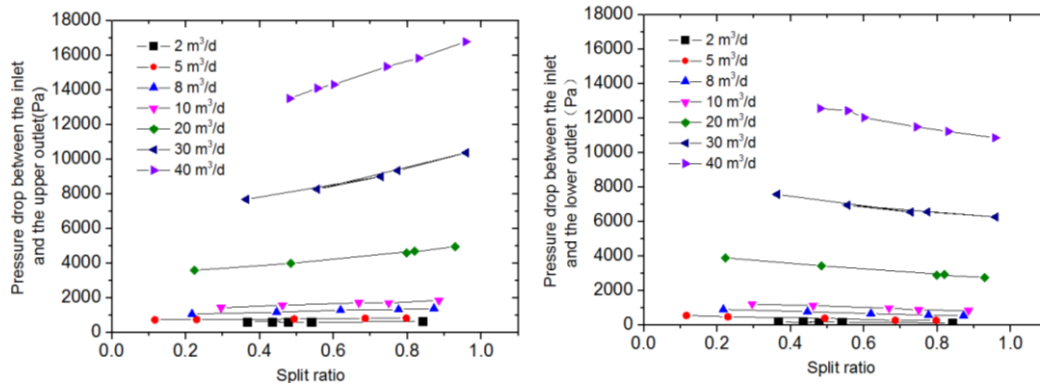 Pressure drop between the inlet
and the upper outlet(Pa)
18000
16000
14000
12000
10000
8000
6000
4000
2000
0
2 m³/d
5 m³/d
8 m³/d
10 m³/d
20 m³/d
30 m³/d
40 m³/d
0.0 0.2 0.4 0.6 0.8 1.0
Split ratio
Pressure drop between the inlet
and the lower outlet（Pa）
18000
16000
14000
12000
10000
8000
6000
4000
2000
0
2 m³/d
5 m³/d
8 m³/d
10 m³/d
20 m³/d
30 m³/d
40 m³/d
0.0 0.2 0.4 0.6 0.8 1.0
Split ratio